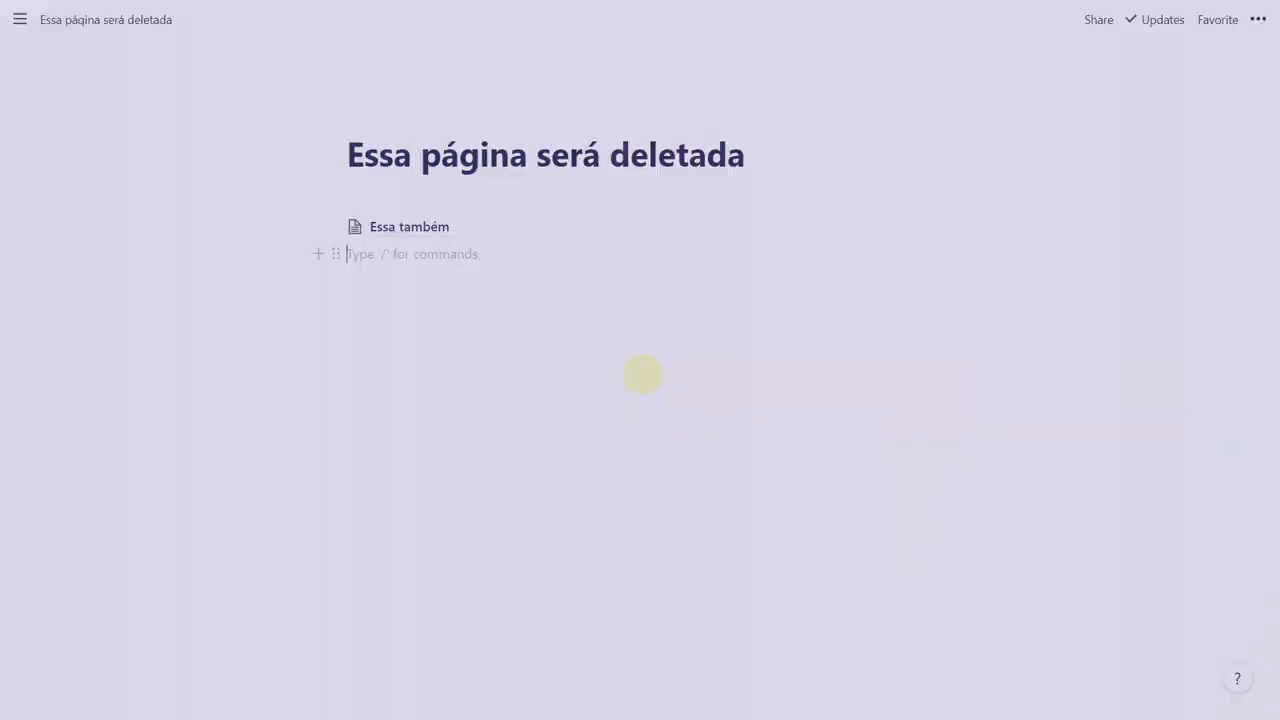 Essa página será deletada
Share Updates Favorite •••
Essa página será deletada
Essa também
Type '/' for commands
?